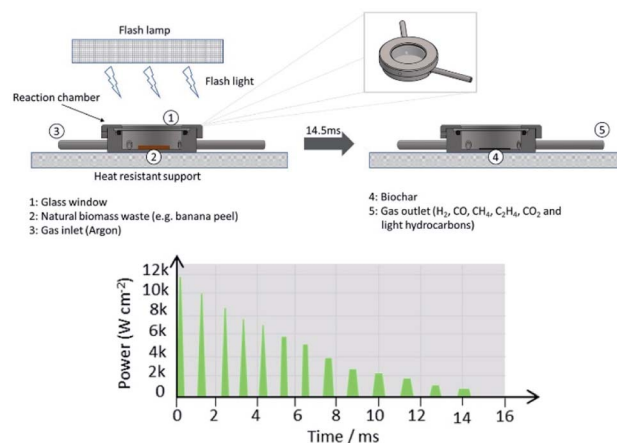 Flash lamp
Flash light
Reaction chamber
1
3
2
Heat resistant support
14.5ms
5
4
1: Glass window
2: Natural biomass waste (e.g. banana peel)
3: Gas inlet (Argon)
4: Biochar
5: Gas outlet (H₂, CO, CH₄, C₂H₄, CO₂ and
light hydrocarbons)
Power (W cm⁻²)
12k
10k
8k
6k
4k
2k
0
0 2 4 6 8 10 12 14 16
Time / ms